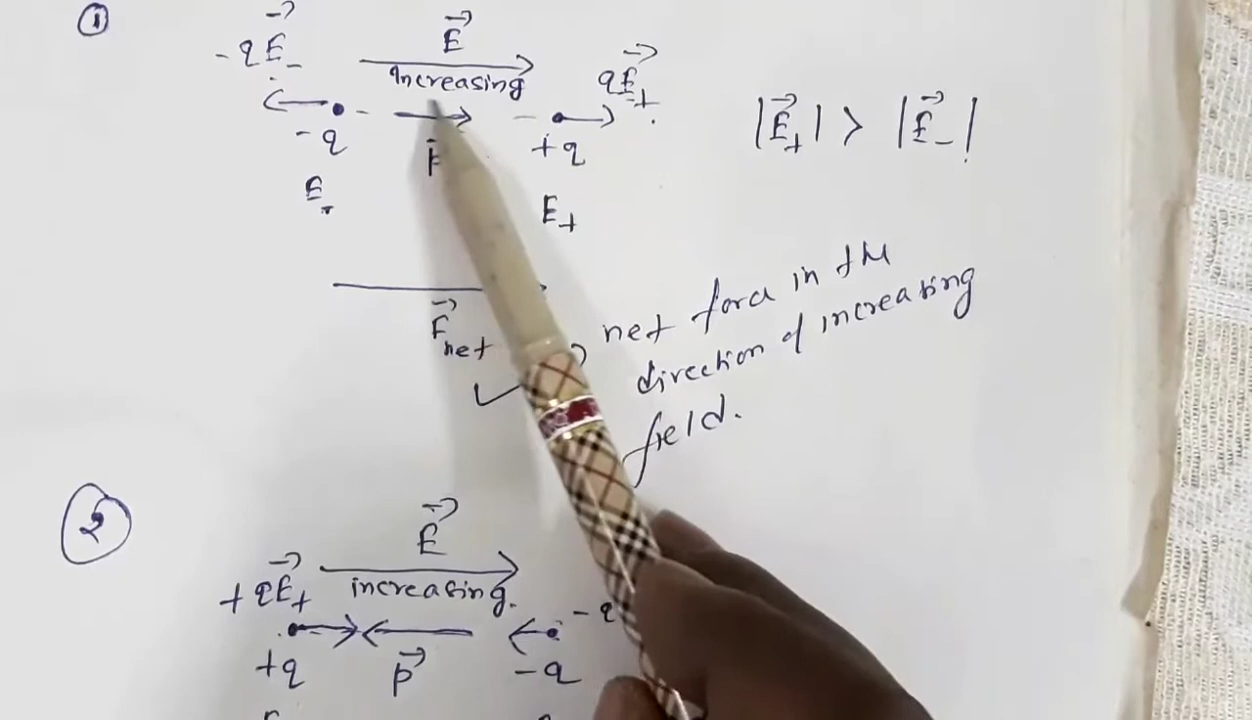 ①
-qE⃗₋
E⃗
increasing
qE⃗₊
-q
p⃗
+q
|E⃗₊| > |E⃗₋|
E₋
E₊
F⃗net
net force in the
direction of increasing
field.
②
E⃗
increasing.
+qE⃗₊
+q
p⃗
-q